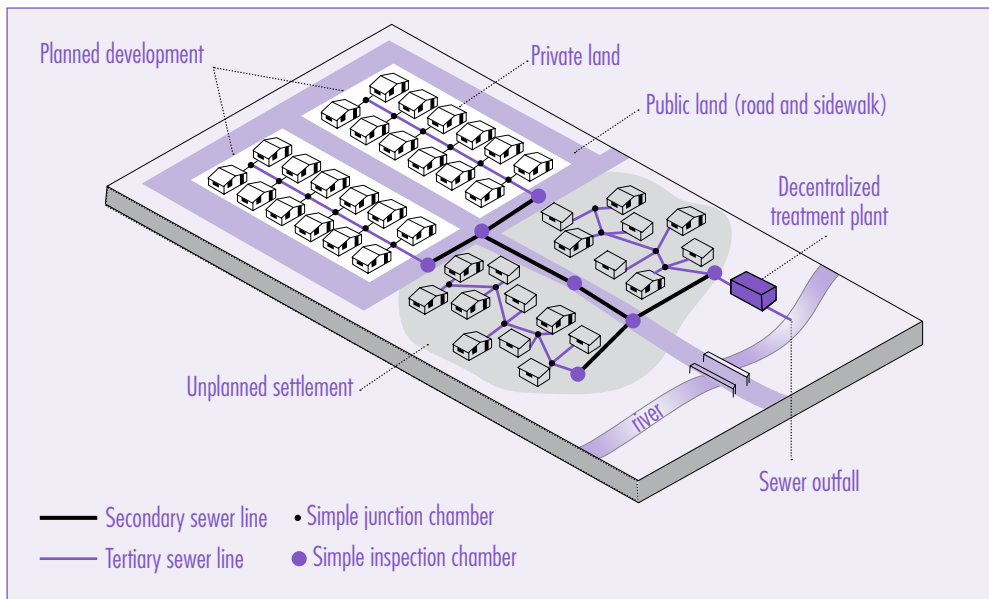 Planned development
Private land
Public land (road and sidewalk)
Decentralized
treatment plant
Unplanned settlement
river
Sewer outfall
Secondary sewer line
Simple junction chamber
Tertiary sewer line
Simple inspection chamber